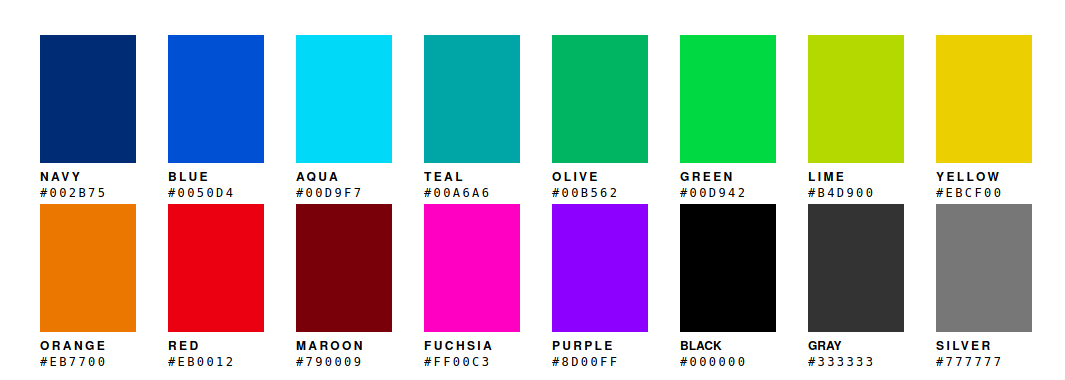 NAVY BLUE AQUA TEAL OLIVE GREEN LIME YELLOW
#002B75 #0050D4 #00D9F7 #00A6A6 #00B562 #00D942 #B4D900 #EBCF00
ORANGE RED MAROON FUCHSIA PURPLE BLACK GRAY SILVER
#EB7700 #EB0012 #790009 #FF00C3 #8D00FF #000000 #333333 #777777